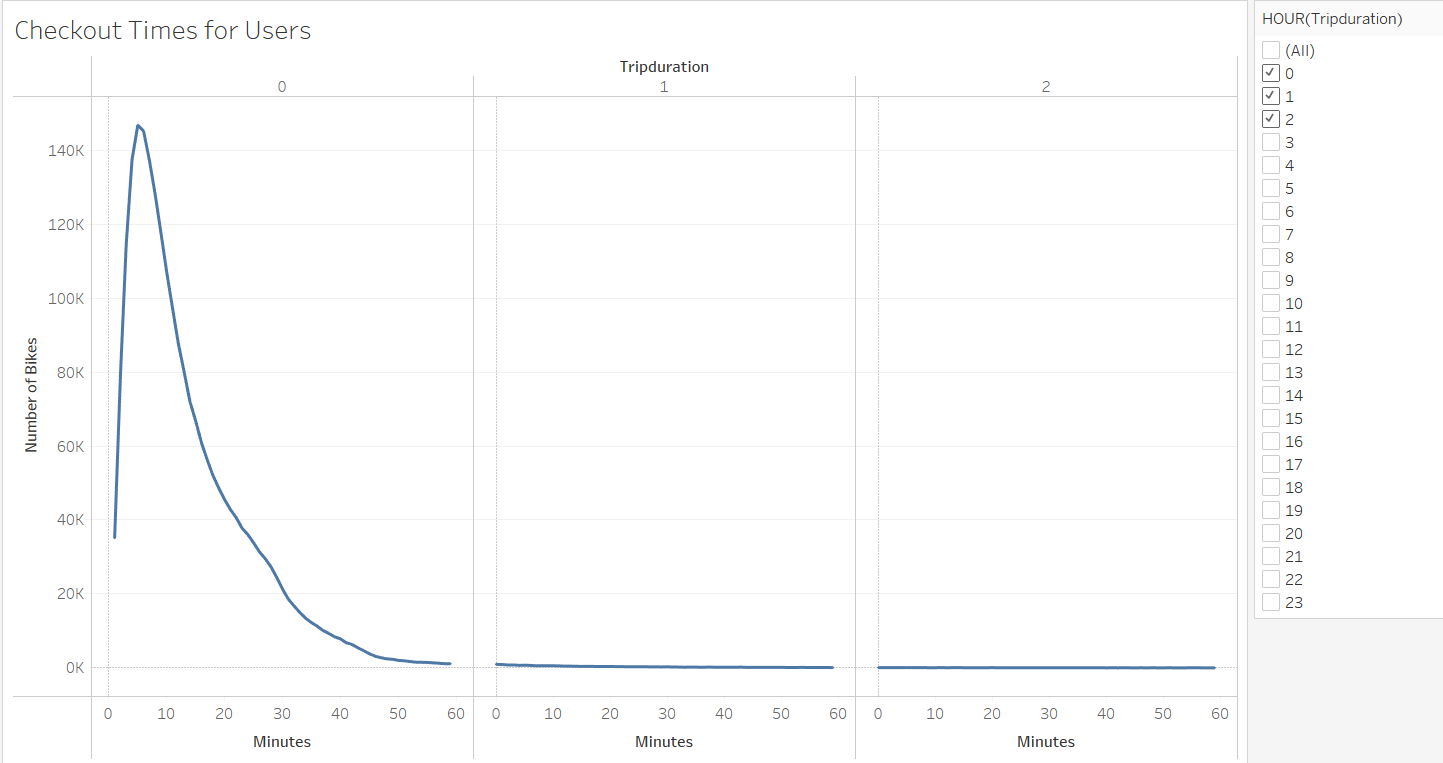 Checkout Times for Users
Tripduration
0 1 2
140K
120K
100K
80K
60K
40K
20K
0K
Number of Bikes
0 10 20 30 40 50 60 0 10 20 30 40 50 60 0 10 20 30 40 50 60
Minutes Minutes Minutes
HOUR(Tripduration)
(All)
0
1
2
3
4
5
6
7
8
9
10
11
12
13
14
15
16
17
18
19
20
21
22
23